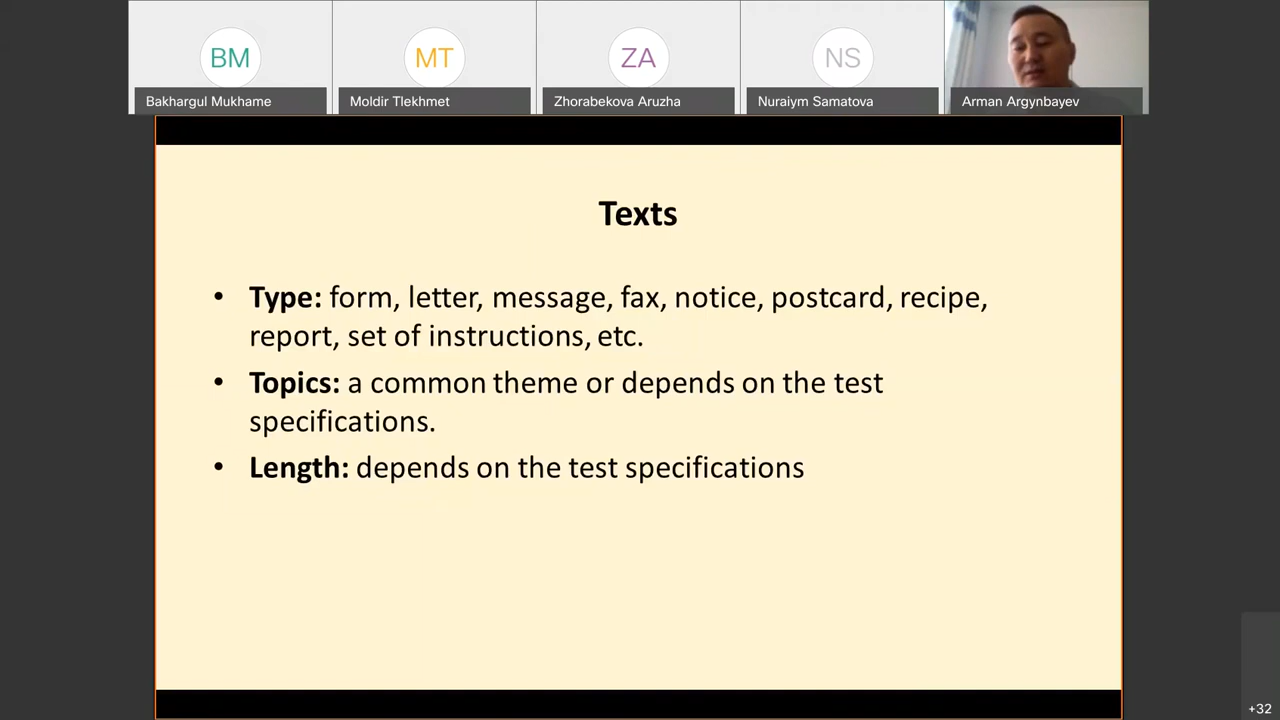 BM
MT
ZA
NS
Bakhargul Mukhame
Moldir Tlekhmet
Zhorabekova Aruzha
Nuraiym Samatova
Arman Argynbayev
Texts
• Type: form, letter, message, fax, notice, postcard, recipe,
report, set of instructions, etc.
• Topics: a common theme or depends on the test
specifications.
• Length: depends on the test specifications
+32